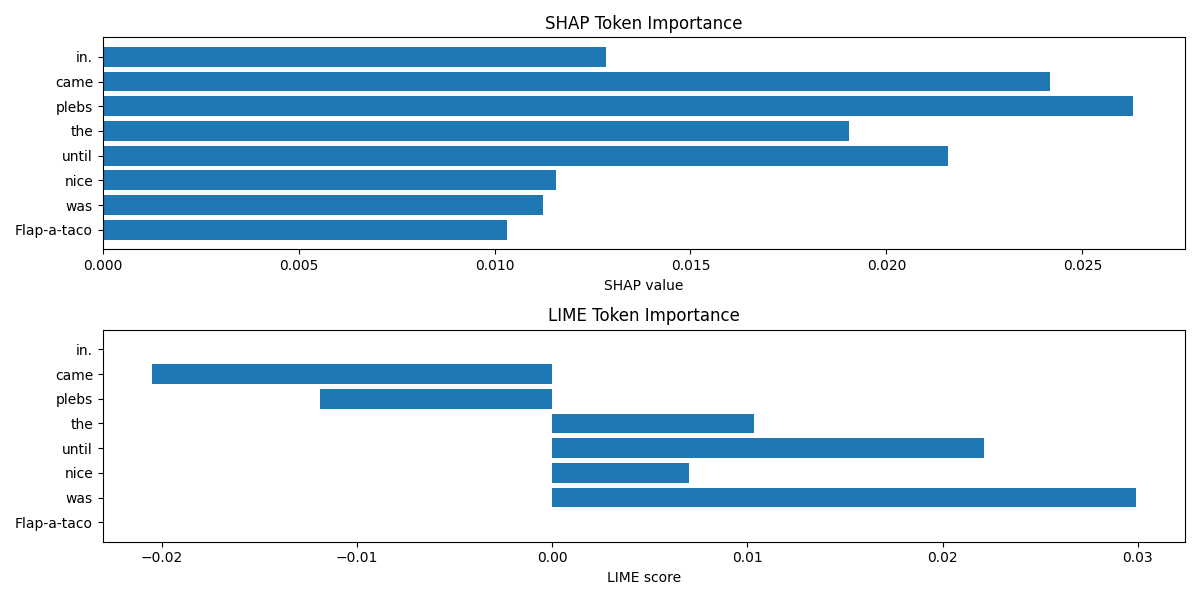 SHAP Token Importance
in.
came
plebs
the
until
nice
was
Flap-a-taco
0.000 0.005 0.010 0.015 0.020 0.025
SHAP value
LIME Token Importance
in.
came
plebs
the
until
nice
was
Flap-a-taco
−0.02 −0.01 0.00 0.01 0.02 0.03
LIME score